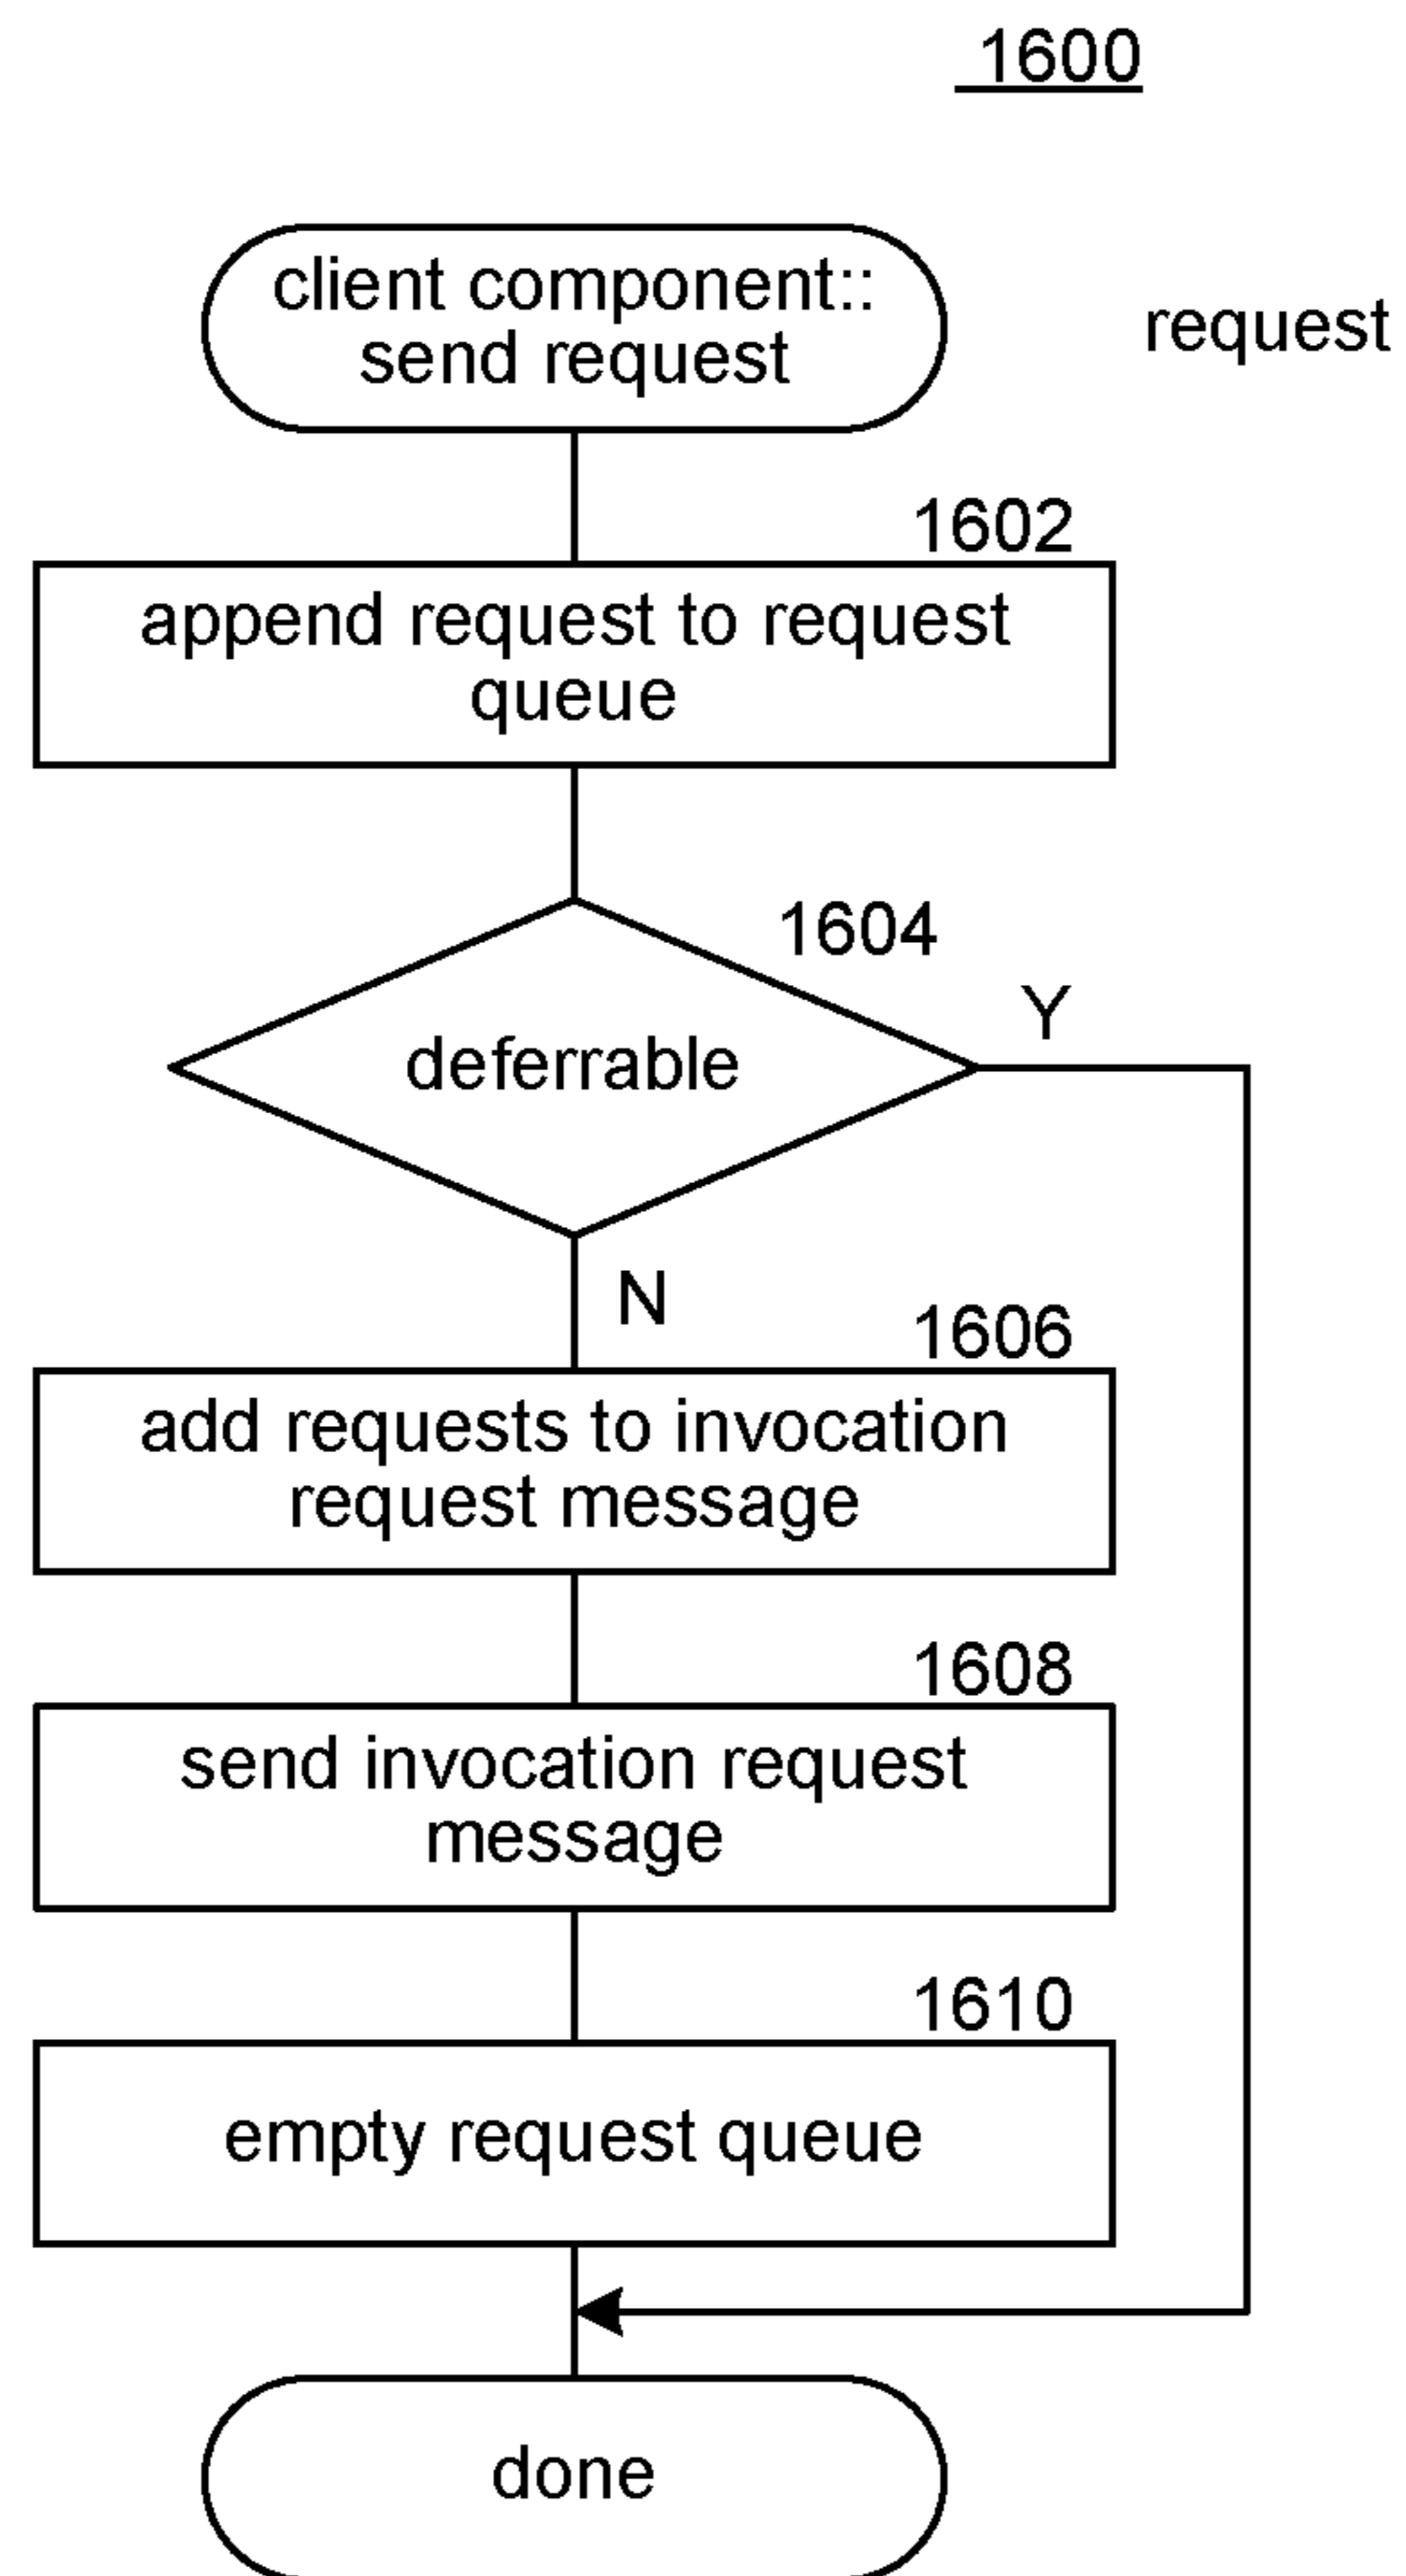 1600
client component::
send request
request
1602
append request to request
queue
1604
Y
deferrable
N
1606
add requests to invocation
request message
1608
send invocation request
message
1610
empty request queue
done